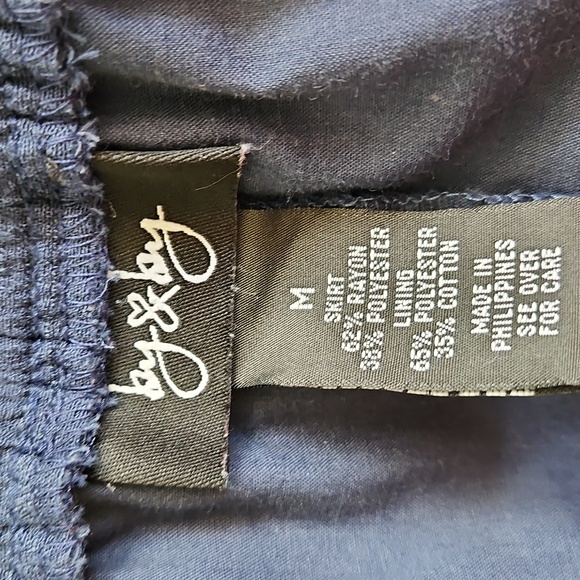 by & by
M
SKIRT
62% RAYON
38% POLYESTER
LINING
65% POLYESTER
35% COTTON
MADE IN
PHILIPPINES
SEE OVER
FOR CARE